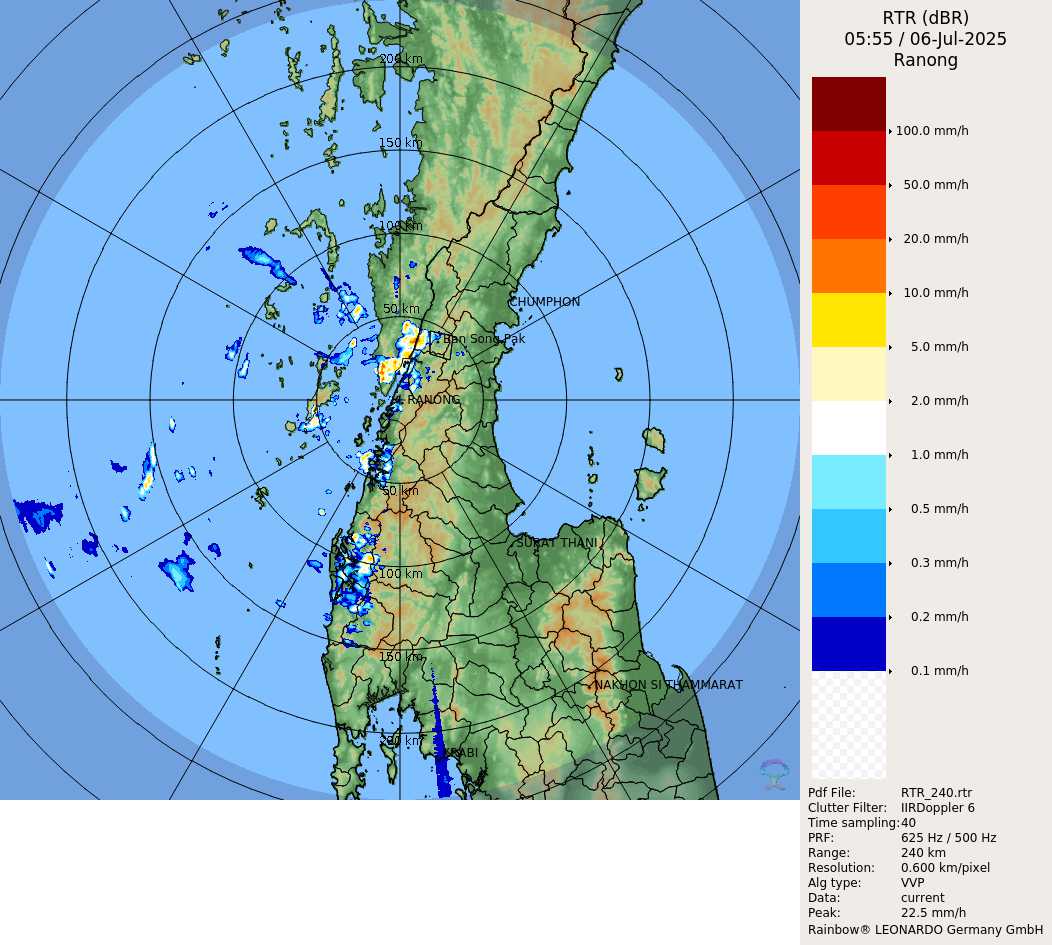 RTR (dBR)
05:55 / 06-Jul-2025
Ranong
200 km
150 km
100 km
50 km
CHUMPHON
Ban Song Pak
RANONG
50 km
SURAT THANI
100 km
150 km
NAKHON SI THAMMARAT
200 km
KRABI
100.0 mm/h
50.0 mm/h
20.0 mm/h
10.0 mm/h
5.0 mm/h
2.0 mm/h
1.0 mm/h
0.5 mm/h
0.3 mm/h
0.2 mm/h
0.1 mm/h
Pdf File: RTR_240.rtr
Clutter Filter: IIRDoppler 6
Time sampling:40
PRF: 625 Hz / 500 Hz
Range: 240 km
Resolution: 0.600 km/pixel
Alg type: VVP
Data: current
Peak: 22.5 mm/h
Rainbow® LEONARDO Germany GmbH